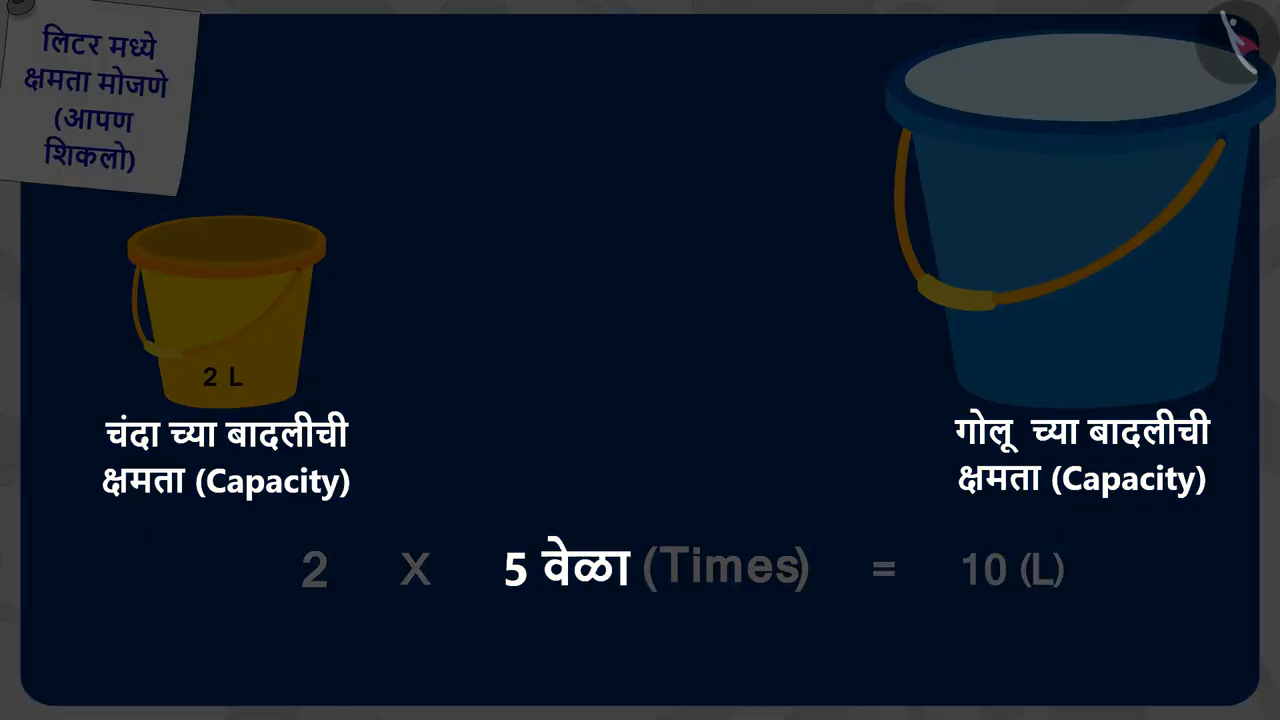 लिटर मध्ये
क्षमता मोजणे
(आपण
शिकलो)
2 L
चंदा च्या बादलीची
क्षमता (Capacity)
गोलू च्या बादलीची
क्षमता (Capacity)
2 X 5 वेळा (Times) = 10 (L)